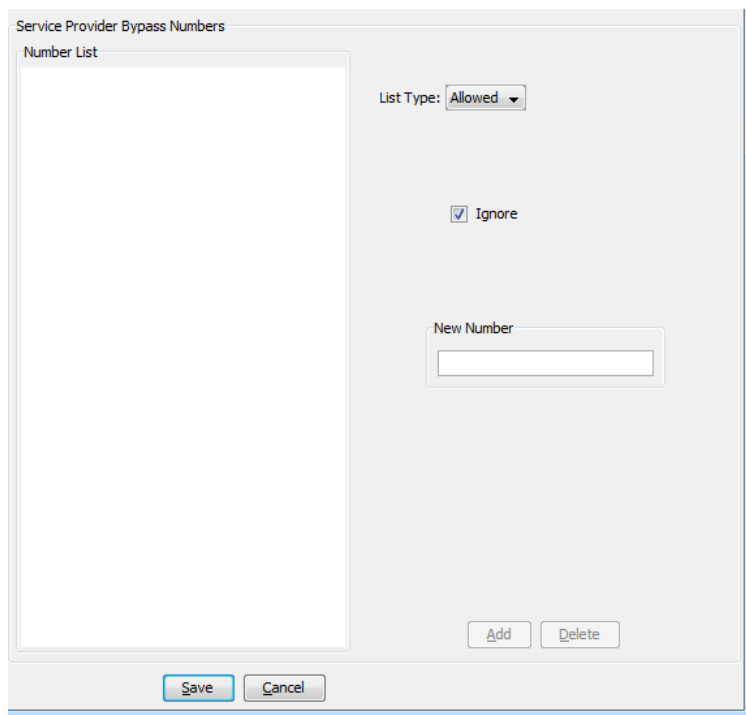 Service Provider Bypass Numbers
Number List
List Type: Allowed
Ignore
New Number
Add Delete
Save Cancel